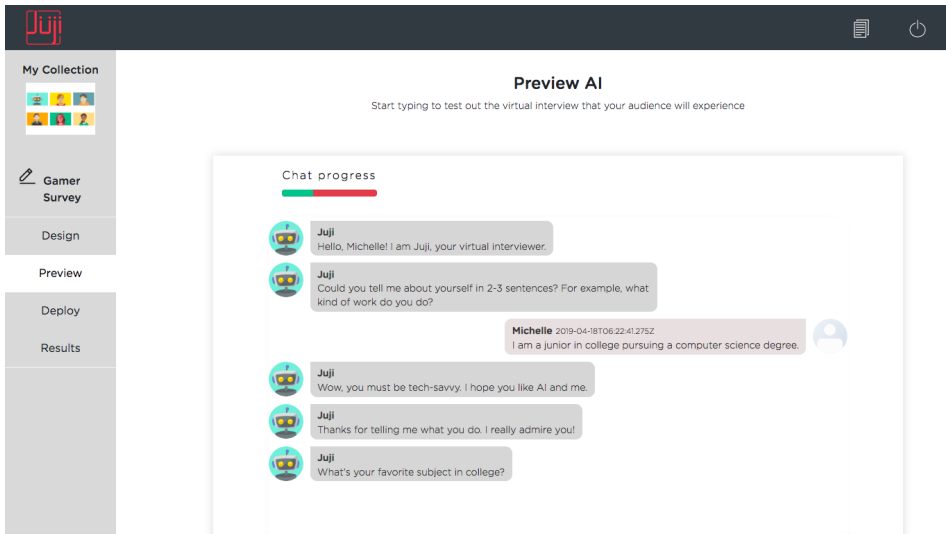 Juji
My Collection
Gamer
Survey
Design
Preview
Deploy
Results
Preview AI
Start typing to test out the virtual interview that your audience will experience
Chat progress
Juji
Hello, Michelle! I am Juji, your virtual interviewer.
Juji
Could you tell me about yourself in 2-3 sentences? For example, what
kind of work do you do?
Michelle 2019-04-18T06:22:41.275Z
I am a junior in college pursuing a computer science degree.
Juji
Wow, you must be tech-savvy. I hope you like AI and me.
Juji
Thanks for telling me what you do. I really admire you!
Juji
What's your favorite subject in college?